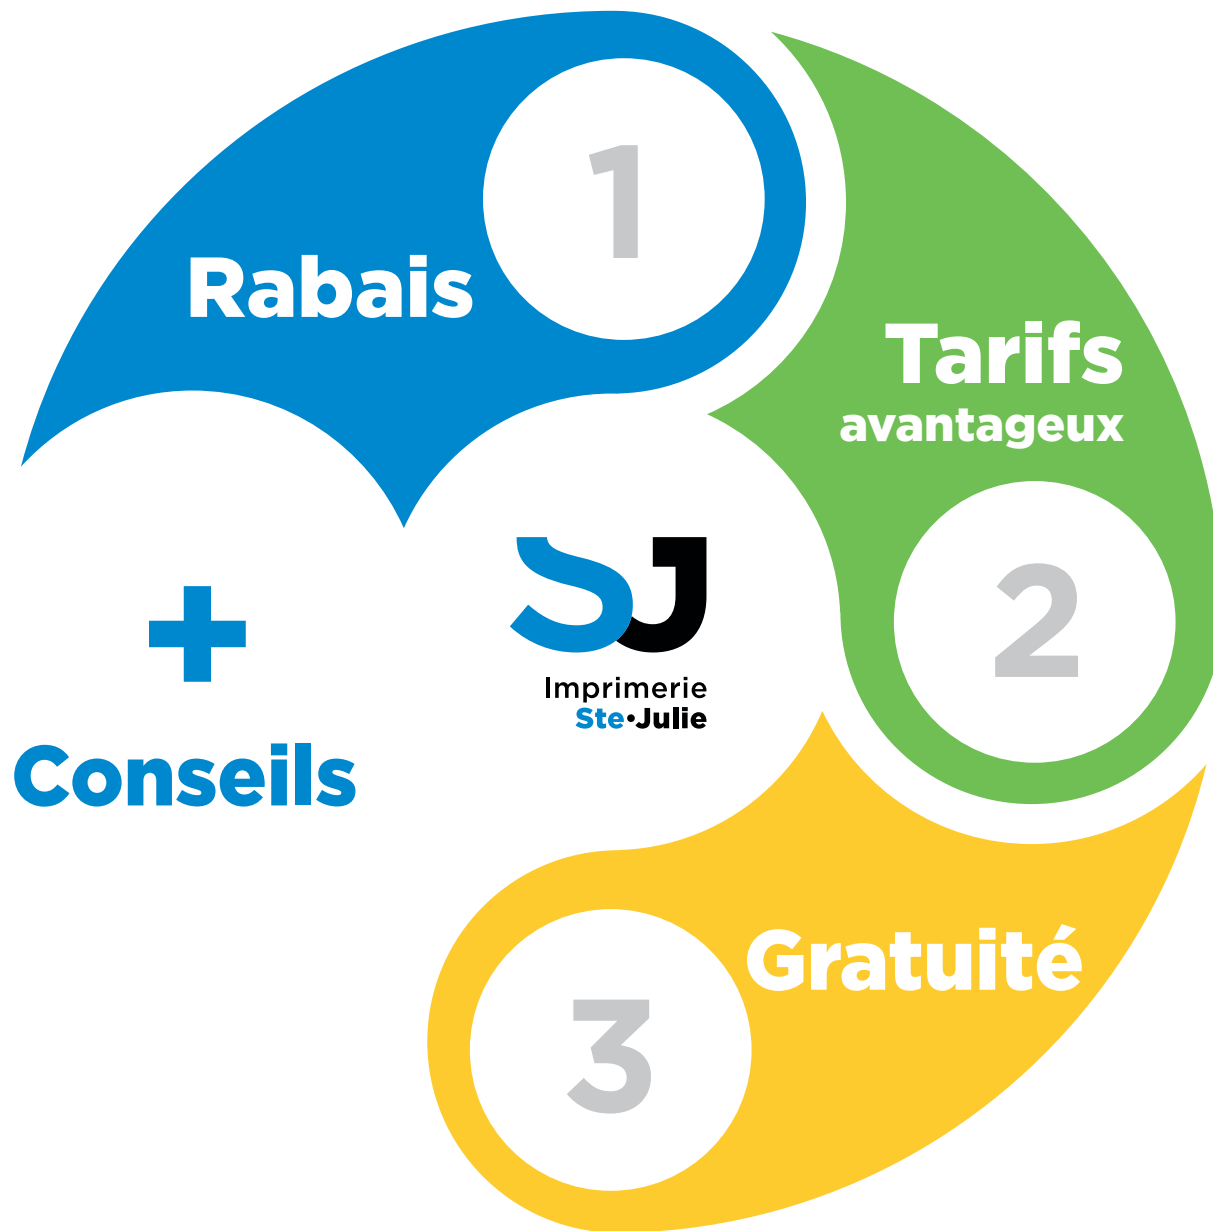 1
Rabais
Tarifs
avantageux
2
SJ
Imprimerie
Ste•Julie
+
Conseils
Gratuité
3